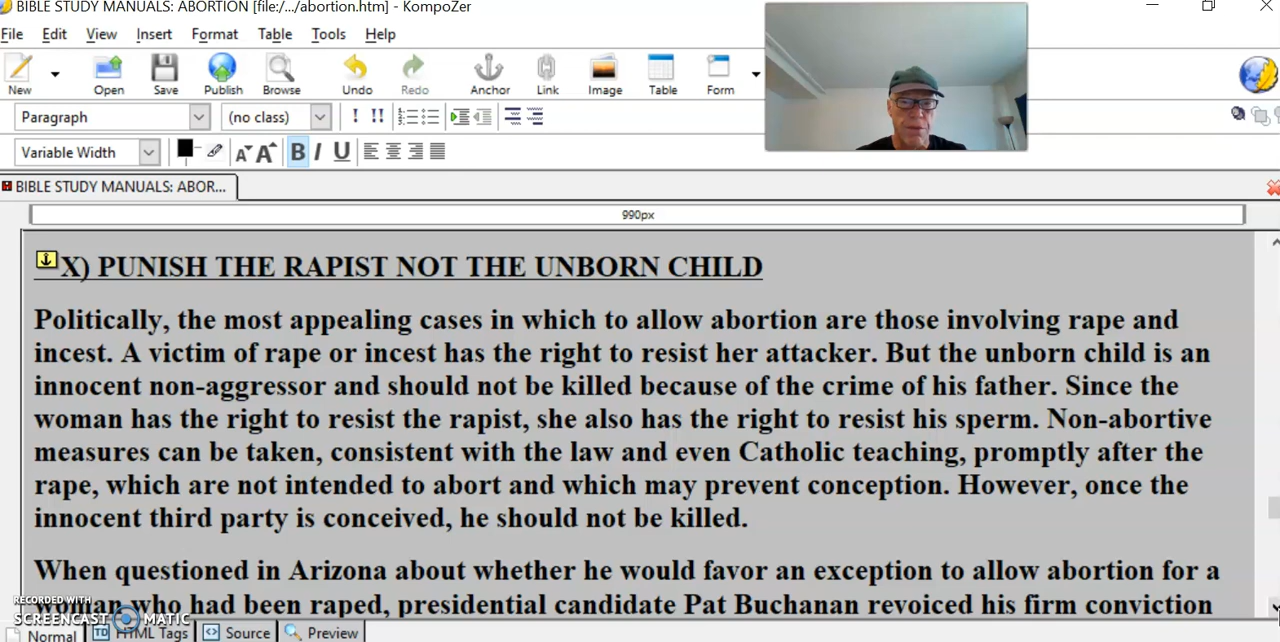 BIBLE STUDY MANUALS: ABORTION [file:/.../abortion.htm] - KompoZer
File Edit View Insert Format Table Tools Help
New Open Save Publish Browse Undo Redo Anchor Link Image Table Form
Paragraph (no class)
Variable Width B I U
BIBLE STUDY MANUALS: ABOR...
990px
X) PUNISH THE RAPIST NOT THE UNBORN CHILD
Politically, the most appealing cases in which to allow abortion are those involving rape and
incest. A victim of rape or incest has the right to resist her attacker. But the unborn child is an
innocent non-aggressor and should not be killed because of the crime of his father. Since the
woman has the right to resist the rapist, she also has the right to resist his sperm. Non-abortive
measures can be taken, consistent with the law and even Catholic teaching, promptly after the
rape, which are not intended to abort and which may prevent conception. However, once the
innocent third party is conceived, he should not be killed.
When questioned in Arizona about whether he would favor an exception to allow abortion for a
woman who had been raped, presidential candidate Pat Buchanan revoiced his firm conviction
RECORDED WITH
SCREENCAST MATIC
Normal TD HTML Tags Source Preview